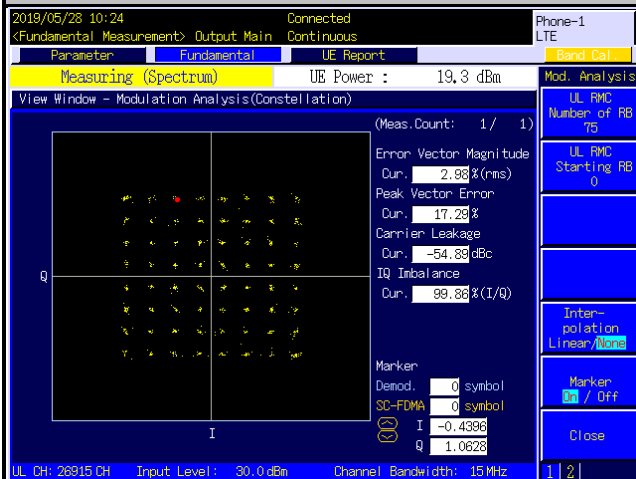 2019/05/28 10:24 Connected
Phone-1
<Fundamental Measurement> Output Main Continuous
LTE
Parameter Fundamental UE Report Band Cal.
Measuring (Spectrum) UE Power : 19.3 dBm
Mod. Analysis
View Window - Modulation Analysis(Constellation)
UL RMC
Number of RB
75
(Meas.Count: 1/ 1)
Error Vector Magnitude
Cur. 2.98 %(rms)
UL RMC
Starting RB
0
Peak Vector Error
Cur. 17.29 %
Carrier Leakage
Cur. -54.89 dBc
IQ Imbalance
Cur. 99.86 %(I/Q)
Q
Inter-
polation
Linear/None
Marker
Demod. 0 symbol
SC-FDMA 0 symbol
I -0.4396
Q 1.0628
Marker
On / Off
I
Close
UL CH: 26915 CH Input Level: 30.0 dBm Channel Bandwidth: 15 MHz
1 2